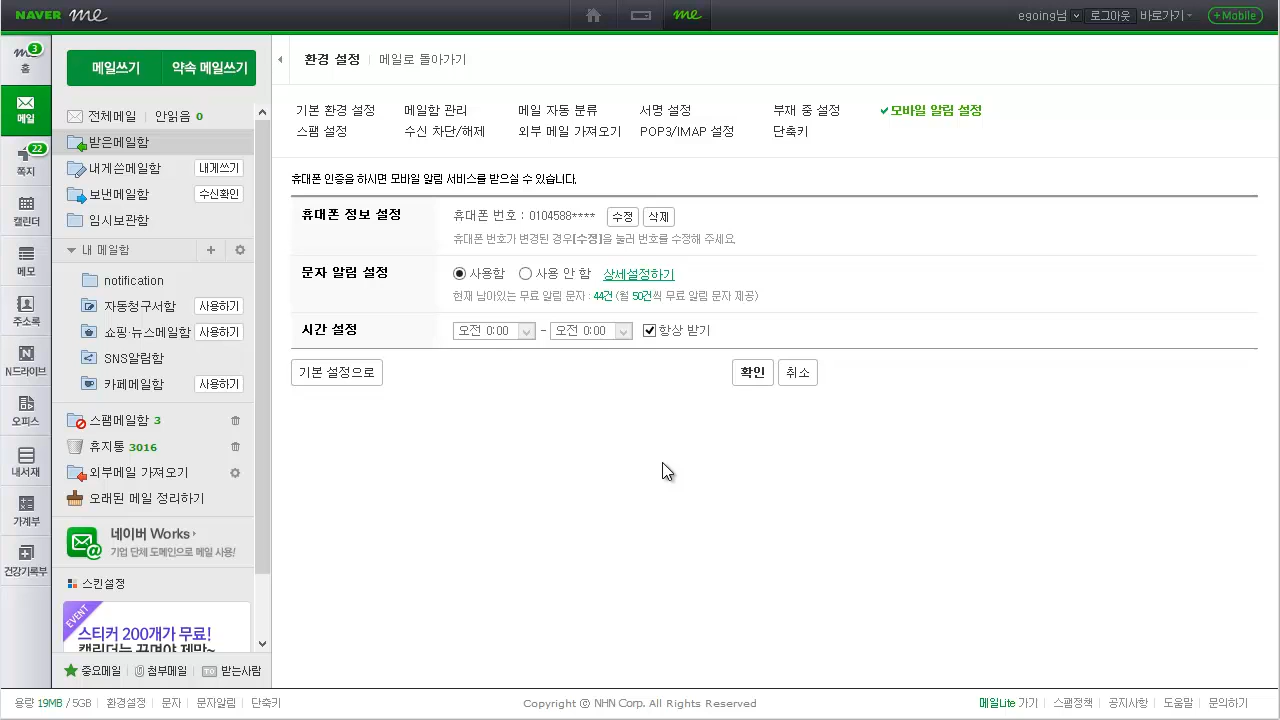 NAVER me
egoing님 로그아웃 바로가기 +Mobile
me 3
홈
메일
22
쪽지
캘린더
메모
주소록
N드라이브
오피스
내서재
가계부
건강기록부
메일쓰기 약속 메일쓰기
전체메일 안읽음 0
받은메일함
내게쓴메일함 내게쓰기
보낸메일함 수신확인
임시보관함
내 메일함
notification
자동청구서함 사용하기
쇼핑·뉴스메일함 사용하기
SNS알림함
카페메일함 사용하기
스팸메일함 3
휴지통 3016
외부메일 가져오기
오래된 메일 정리하기
네이버 Works
기업 단체 도메인으로 메일 사용!
스킨설정
EVENT
스티커 200개가 무료!
캘린더는 꾸며야 제맛~
중요메일 첨부메일 TO 받는사람
환경 설정 메일로 돌아가기
기본 환경 설정 메일함 관리 메일 자동 분류 서명 설정 부재 중 설정 모바일 알림 설정
스팸 설정 수신 차단/해제 외부 메일 가져오기 POP3/IMAP 설정 단축키
휴대폰 인증을 하시면 모바일 알림 서비스를 받으실 수 있습니다.
휴대폰 정보 설정 휴대폰 번호 : 0104588**** 수정 삭제
휴대폰 번호가 변경된 경우[수정]을 눌러 번호를 수정해 주세요.
문자 알림 설정 사용함 사용 안 함 상세설정하기
현재 남아있는 무료 알림 문자 : 44건 (월 50건씩 무료 알림 문자 제공)
시간 설정 오전 0:00 - 오전 0:00 항상 받기
기본 설정으로 확인 취소
용량 19MB / 5GB 환경설정 문자 문자알림 단축키 Copyright © NHN Corp. All Rights Reserved 메일Lite 가기 스팸정책 공지사항 도움말 문의하기